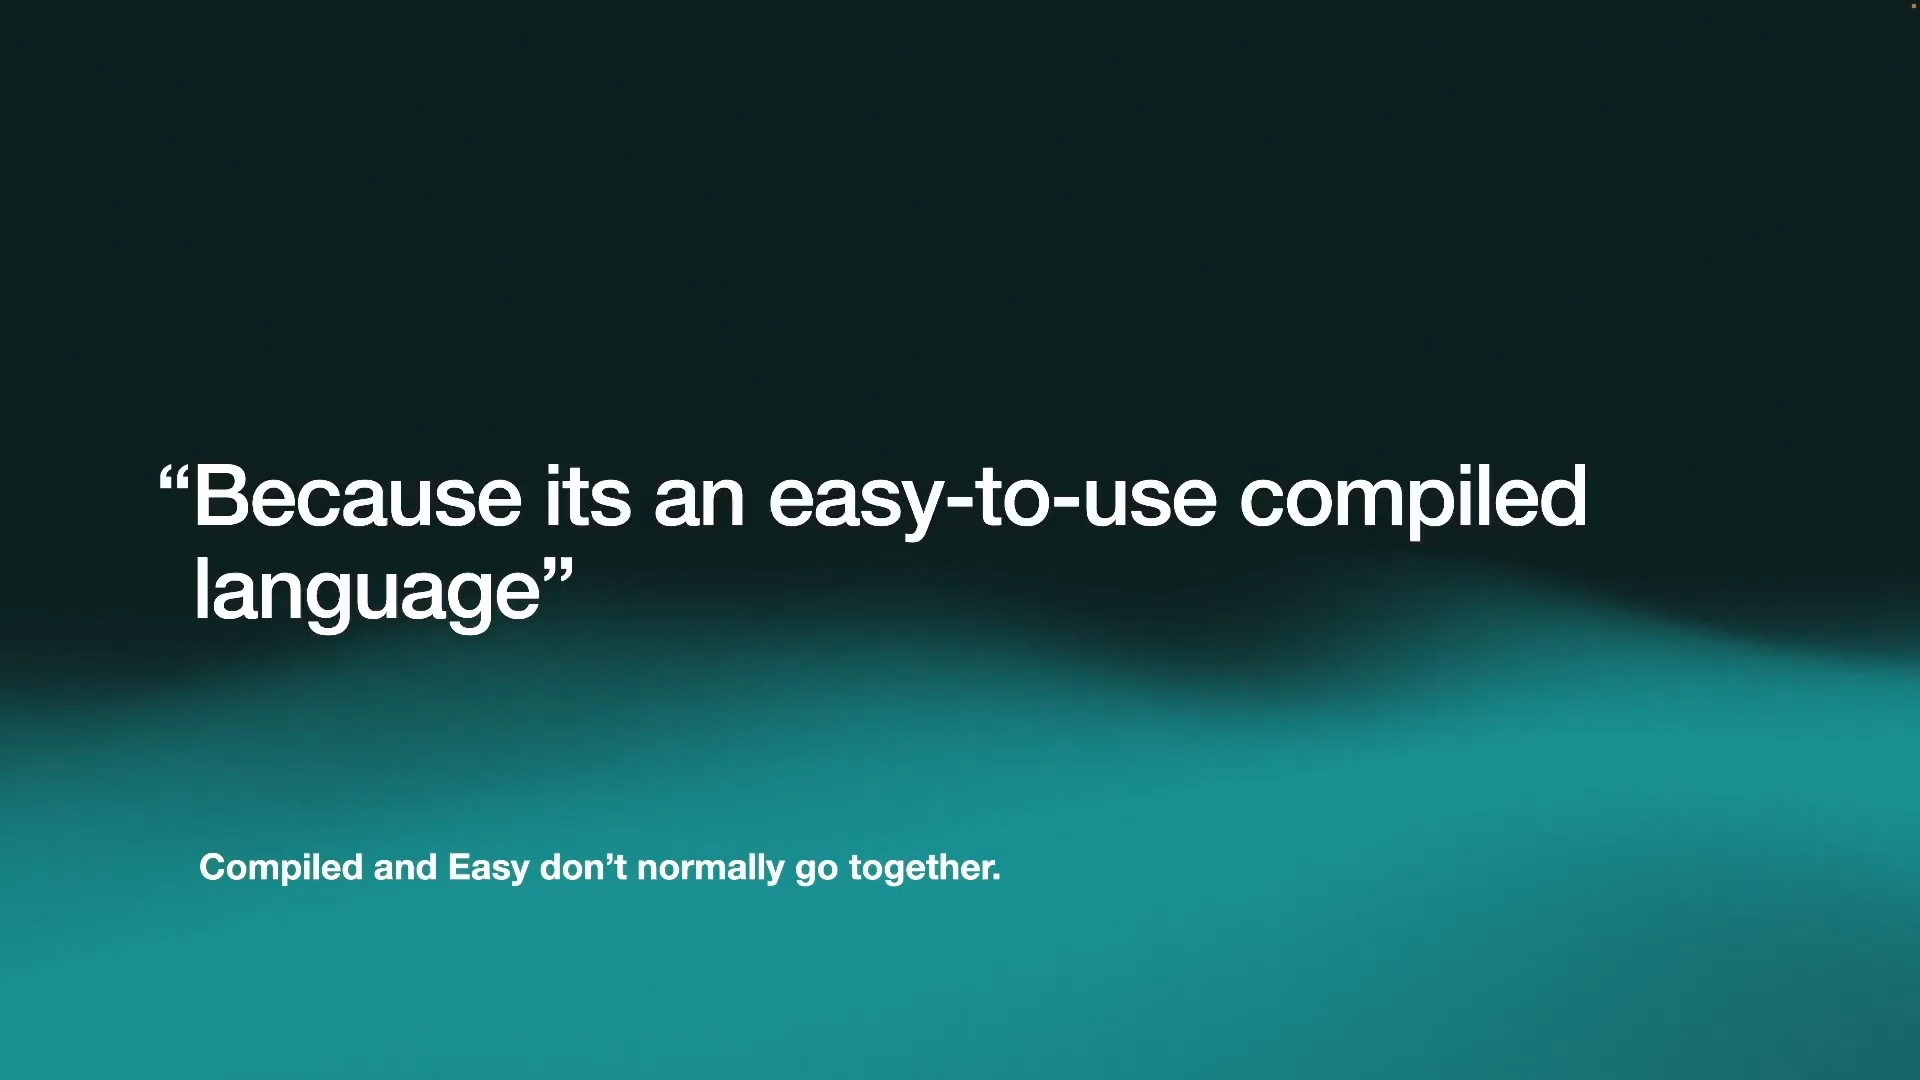 “Because its an easy-to-use compiled
language”
Compiled and Easy don’t normally go together.